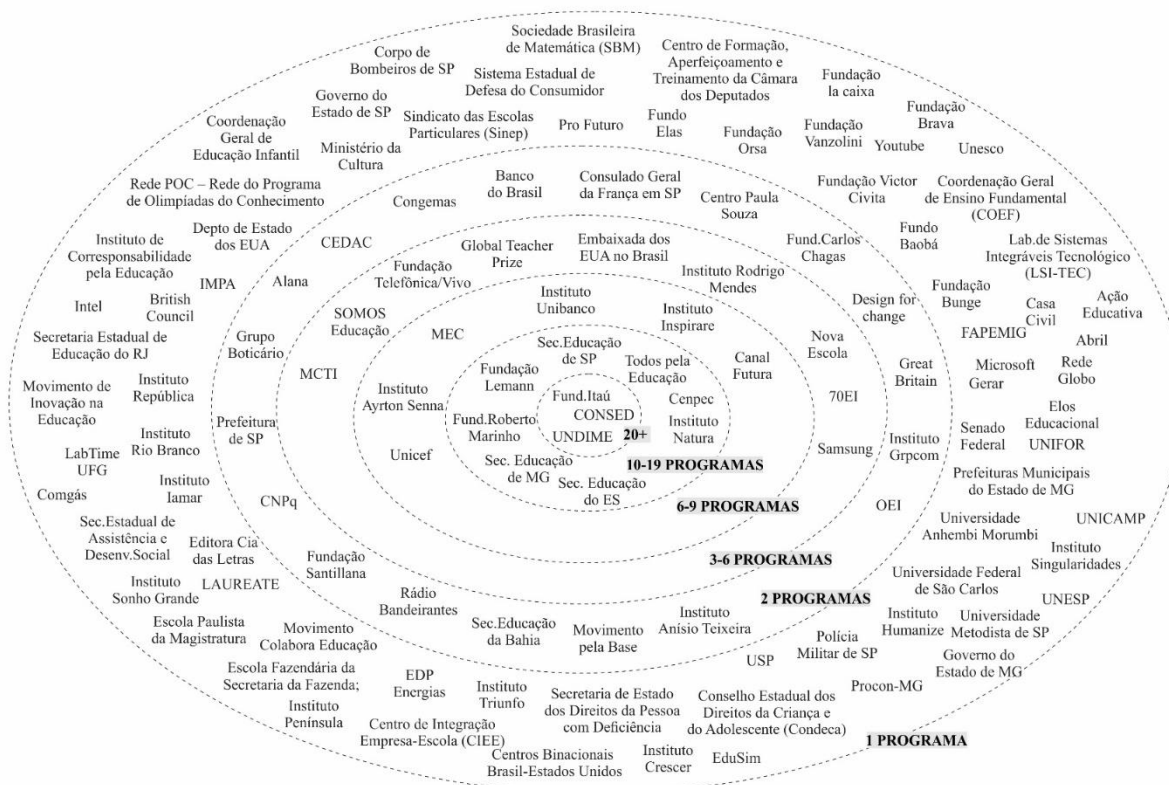 Sociedade Brasileira
de Matemática (SBM)
Corpo de
Bombeiros de SP
Centro de Formação,
Aperfeiçoamento e
Treinamento da Câmara
dos Deputados
Sistema Estadual de
Defesa do Consumidor
Fundação
la caixa
Governo do
Estado de SP
Fundação
Brava
Coordenação
Geral de
Educação Infantil
Sindicato das Escolas
Particulares (Sinep)
Pro Futuro
Fundo
Elas
Fundação
Orsa
Fundação
Vanzolini
Youtube
Unesco
Ministério da
Cultura
Rede POC – Rede do Programa
de Olimpíadas do Conhecimento
Congemas
Banco
do Brasil
Consulado Geral
da França em SP
Centro Paula
Souza
Fundação Victor
Civita
Coordenação Geral
de Ensino Fundamental
(COEF)
Instituto de
Corresponsabilidade
pela Educação
Depto de Estado
dos EUA
CEDAC
Global Teacher
Prize
Embaixada dos
EUA no Brasil
Fund.Carlos
Chagas
Fundo
Baobá
Lab.de Sistemas
Integráveis Tecnológico
(LSI-TEC)
IMPA
Alana
Fundação
Telefônica/Vivo
Instituto Rodrigo
Mendes
Fundação
Bunge
Intel
British
Council
Instituto
Unibanco
Instituto
Inspirare
Design for
change
Casa
Civil
Ação
Educativa
SOMOS
Educação
MEC
FAPEMIG
Abril
Secretaria Estadual de
Educação do RJ
Grupo
Boticário
Sec.Educação
de SP
Todos pela
Educação
Canal
Futura
Nova
Escola
Great
Britain
Microsoft
Gerar
Rede
Globo
MCTI
Fundação
Lemann
Movimento de
Inovação na
Educação
Instituto
República
Instituto
Ayrton Senna
Fund.Itaú
CONSED
UNDIME
20+
Cenpec
70EI
Elos
Educacional
Prefeitura
de SP
Fund.Roberto
Marinho
Instituto
Natura
Senado
Federal
UNIFOR
LabTime
UFG
Instituto
Rio Branco
Unicef
Sec. Educação
de MG
10-19 PROGRAMAS
Samsung
Instituto
Grpcom
Comgás
Instituto
Iamar
Sec. Educação
do ES
Prefeituras Municipais
do Estado de MG
CNPq
6-9 PROGRAMAS
OEI
Sec.Estadual de
Assistência e
Desenv.Social
Editora Cia
das Letras
Universidade
Anhembi Morumbi
UNICAMP
Fundação
Santillana
3-6 PROGRAMAS
Instituto
Singularidades
Instituto
Sonho Grande
LAUREATE
Rádio
Bandeirantes
2 PROGRAMAS
Universidade Federal
de São Carlos
UNESP
Escola Paulista
da Magistratura
Movimento
Colabora Educação
Sec.Educação
da Bahia
Movimento
pela Base
Instituto
Anísio Teixeira
Polícia
Militar de SP
Instituto
Humanize
Universidade
Metodista de SP
Escola Fazendária da
Secretaria da Fazenda;
EDP
Energias
Instituto
Triunfo
USP
Governo do
Estado de MG
Procon-MG
Instituto
Península
Centro de Integração
Empresa-Escola (CIEE)
Secretaria de Estado
dos Direitos da Pessoa
com Deficiência
Conselho Estadual dos
Direitos da Criança e
do Adolescente (Condeca)
1 PROGRAMA
Centros Binacionais
Brasil-Estados Unidos
Instituto
Crescer
EduSim